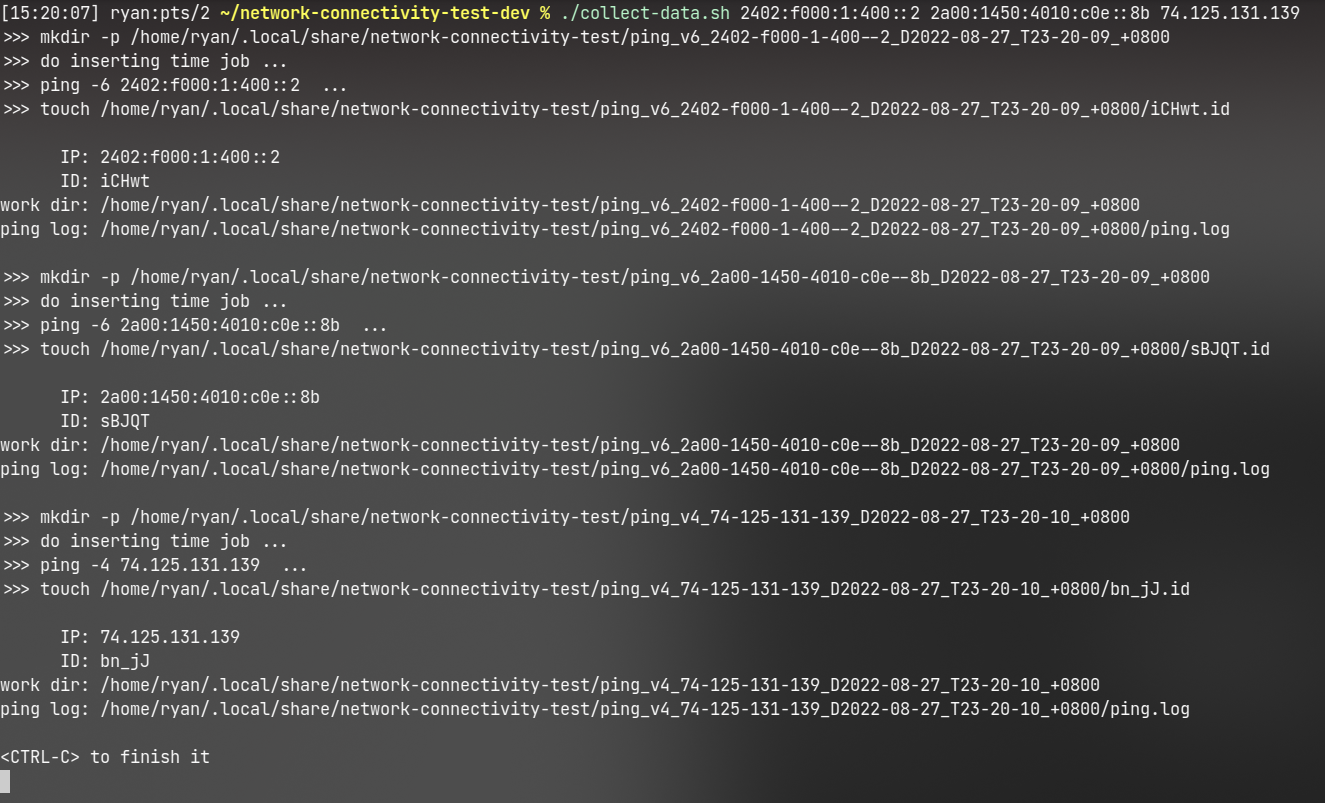 [15:20:07] ryan:pts/2 ~/network-connectivity-test-dev % ./collect-data.sh 2402:f000:1:400::2 2a00:1450:4010:c0e::8b 74.125.131.139
>>> mkdir -p /home/ryan/.local/share/network-connectivity-test/ping_v6_2402-f000-1-400--2_D2022-08-27_T23-20-09_+0800
>>> do inserting time job ...
>>> ping -6 2402:f000:1:400::2  ...
>>> touch /home/ryan/.local/share/network-connectivity-test/ping_v6_2402-f000-1-400--2_D2022-08-27_T23-20-09_+0800/iCHwt.id
IP: 2402:f000:1:400::2
ID: iCHwt
work dir: /home/ryan/.local/share/network-connectivity-test/ping_v6_2402-f000-1-400--2_D2022-08-27_T23-20-09_+0800
ping log: /home/ryan/.local/share/network-connectivity-test/ping_v6_2402-f000-1-400--2_D2022-08-27_T23-20-09_+0800/ping.log
>>> mkdir -p /home/ryan/.local/share/network-connectivity-test/ping_v6_2a00-1450-4010-c0e--8b_D2022-08-27_T23-20-09_+0800
>>> do inserting time job ...
>>> ping -6 2a00:1450:4010:c0e::8b  ...
>>> touch /home/ryan/.local/share/network-connectivity-test/ping_v6_2a00-1450-4010-c0e--8b_D2022-08-27_T23-20-09_+0800/sBJQT.id
IP: 2a00:1450:4010:c0e::8b
ID: sBJQT
work dir: /home/ryan/.local/share/network-connectivity-test/ping_v6_2a00-1450-4010-c0e--8b_D2022-08-27_T23-20-09_+0800
ping log: /home/ryan/.local/share/network-connectivity-test/ping_v6_2a00-1450-4010-c0e--8b_D2022-08-27_T23-20-09_+0800/ping.log
>>> mkdir -p /home/ryan/.local/share/network-connectivity-test/ping_v4_74-125-131-139_D2022-08-27_T23-20-10_+0800
>>> do inserting time job ...
>>> ping -4 74.125.131.139  ...
>>> touch /home/ryan/.local/share/network-connectivity-test/ping_v4_74-125-131-139_D2022-08-27_T23-20-10_+0800/bn_jJ.id
IP: 74.125.131.139
ID: bn_jJ
work dir: /home/ryan/.local/share/network-connectivity-test/ping_v4_74-125-131-139_D2022-08-27_T23-20-10_+0800
ping log: /home/ryan/.local/share/network-connectivity-test/ping_v4_74-125-131-139_D2022-08-27_T23-20-10_+0800/ping.log
<CTRL-C> to finish it